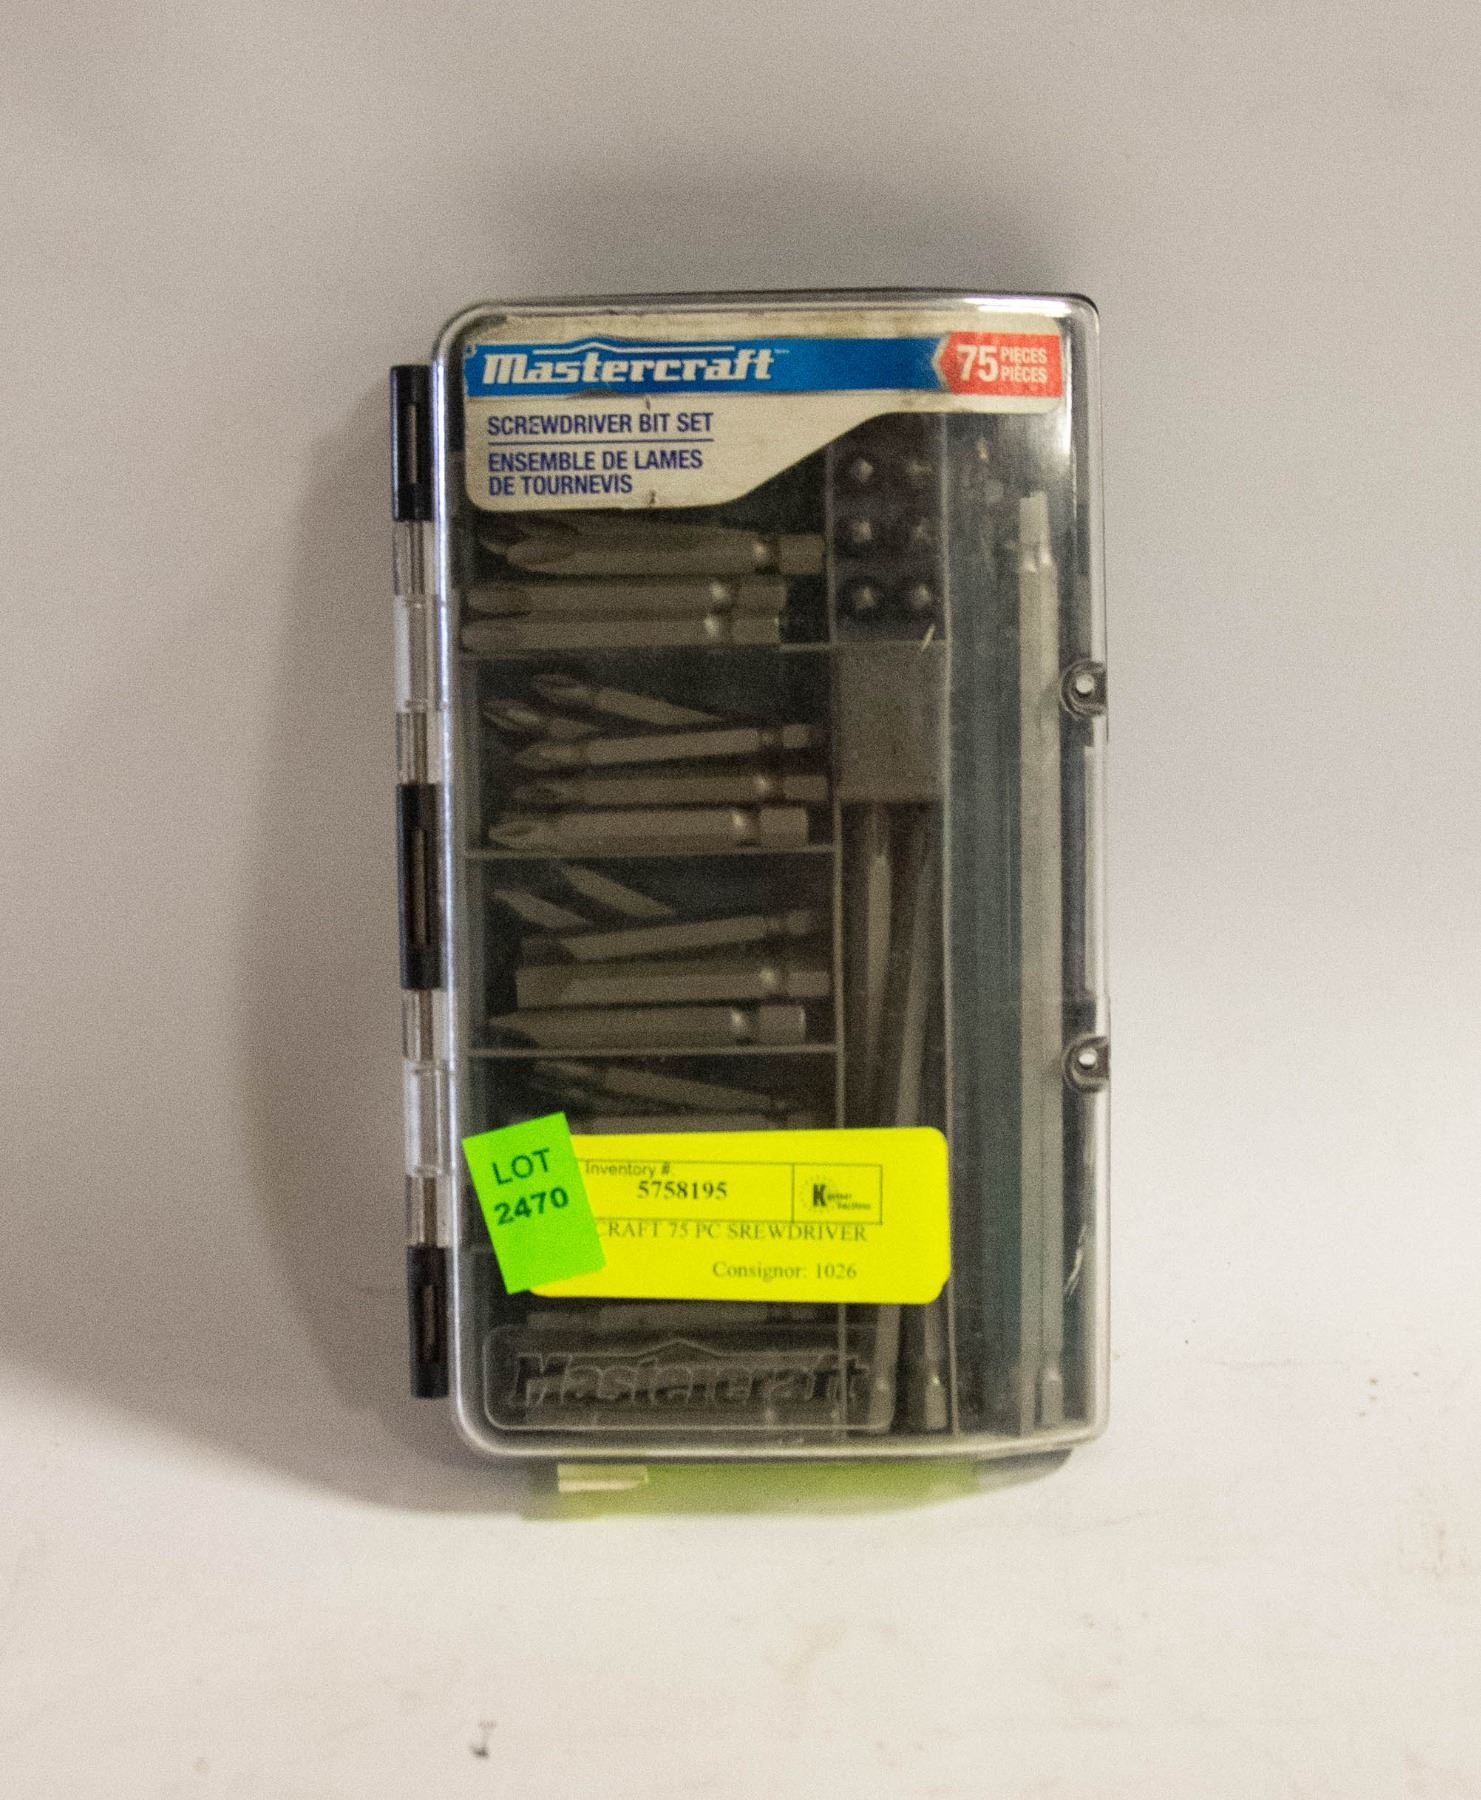 Mastercraft
75 PIECES
PIÈCES
SCREWDRIVER BIT SET
ENSEMBLE DE LAMES
DE TOURNEVIS
LOT
2470
Inventory #
5758195
CRAFT 75 PC SREWDRIVER
Consignor: 1026
Mastercraft